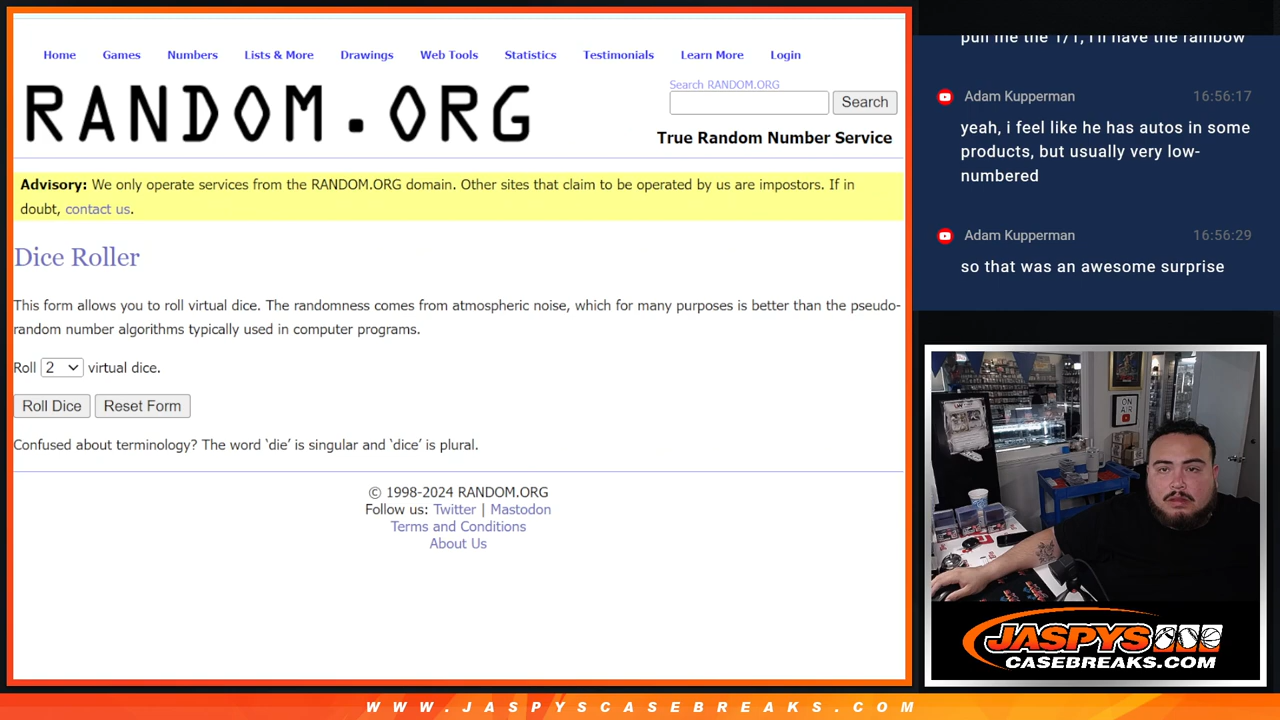 Home Games Numbers Lists & More Drawings Web Tools Statistics Testimonials Learn More Login
RANDOM.ORG
Search RANDOM.ORG
Search
True Random Number Service
Advisory: We only operate services from the RANDOM.ORG domain. Other sites that claim to be operated by us are impostors. If in
doubt, contact us.
Dice Roller
This form allows you to roll virtual dice. The randomness comes from atmospheric noise, which for many purposes is better than the pseudo-
random number algorithms typically used in computer programs.
Roll 2 virtual dice.
Roll Dice Reset Form
Confused about terminology? The word ‘die’ is singular and ‘dice’ is plural.
© 1998-2024 RANDOM.ORG
Follow us: Twitter | Mastodon
Terms and Conditions
About Us
pull me the 1/1, i'll have the rainbow
Adam Kupperman 16:56:17
yeah, i feel like he has autos in some
products, but usually very low-
numbered
Adam Kupperman 16:56:29
so that was an awesome surprise
ON
AIR
JASPYS
CASEBREAKS.COM
WWW.JASPYSCASEBREAKS.COM